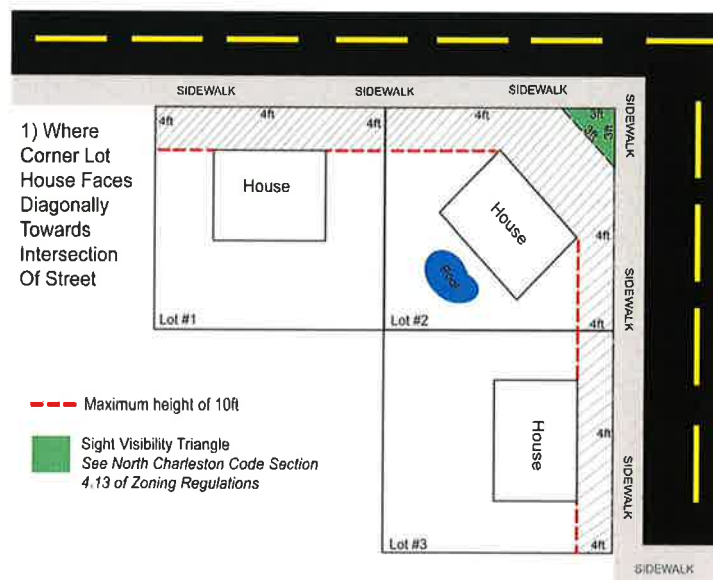 SIDEWALK SIDEWALK SIDEWALK
4ft 4ft 4ft 4ft 3ft
3ft
SIDEWALK
1) Where
Corner Lot
House Faces
Diagonally
Towards
Intersection
Of Street
House
House
Pool
4ft
SIDEWALK
Lot #1
Lot #2
4ft
Maximum height of 10ft
Sight Visibility Triangle
See North Charleston Code Section
4.13 of Zoning Regulations
House
4ft
SIDEWALK
Lot #3
4ft
SIDEWALK